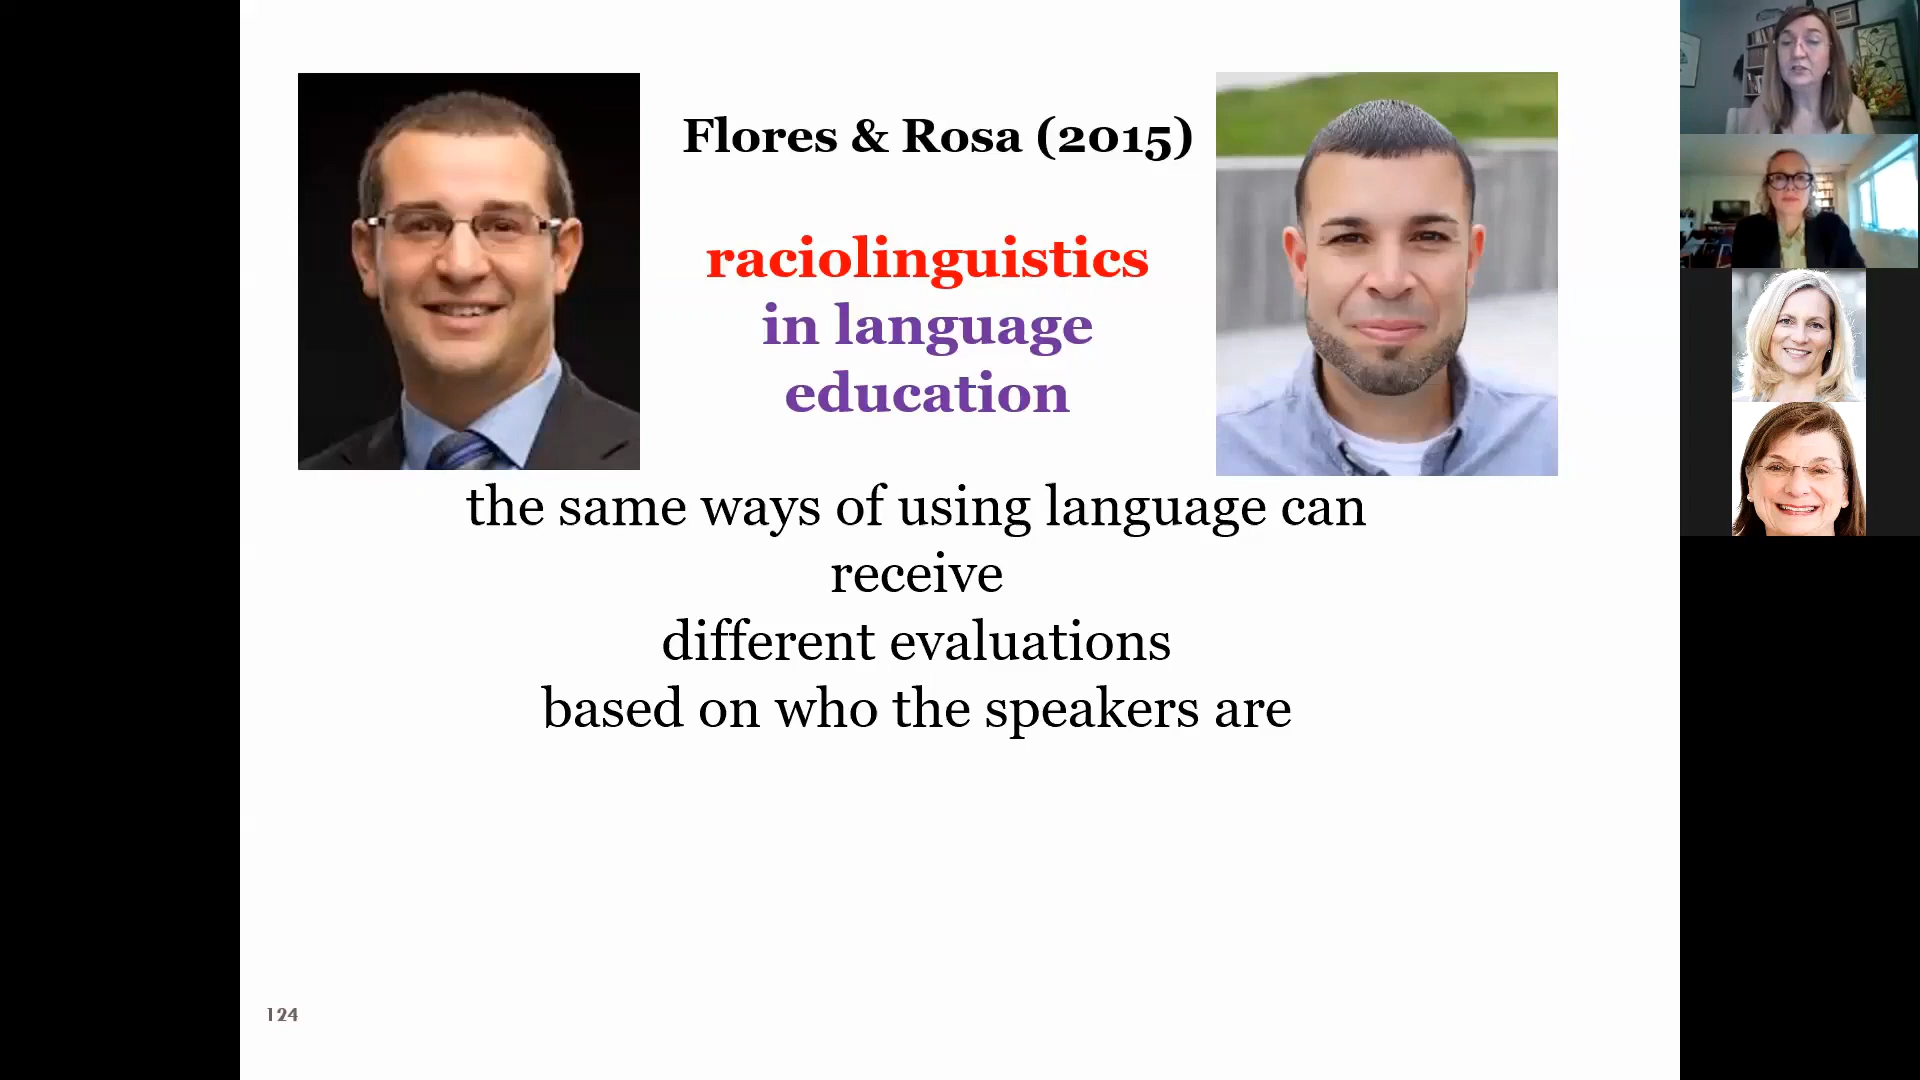 Flores & Rosa (2015)
raciolinguistics
in language
education
the same ways of using language can
receive
different evaluations
based on who the speakers are
124